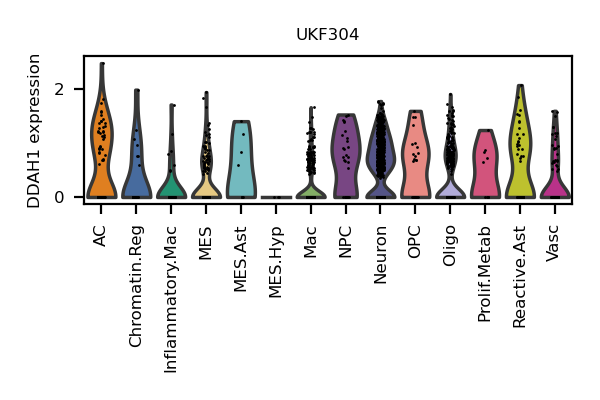 UKF304
DDAH1 expression
2
0
AC
Chromatin.Reg
Inflammatory.Mac
MES
MES.Ast
MES.Hyp
Mac
NPC
Neuron
OPC
Oligo
Prolif.Metab
Reactive.Ast
Vasc